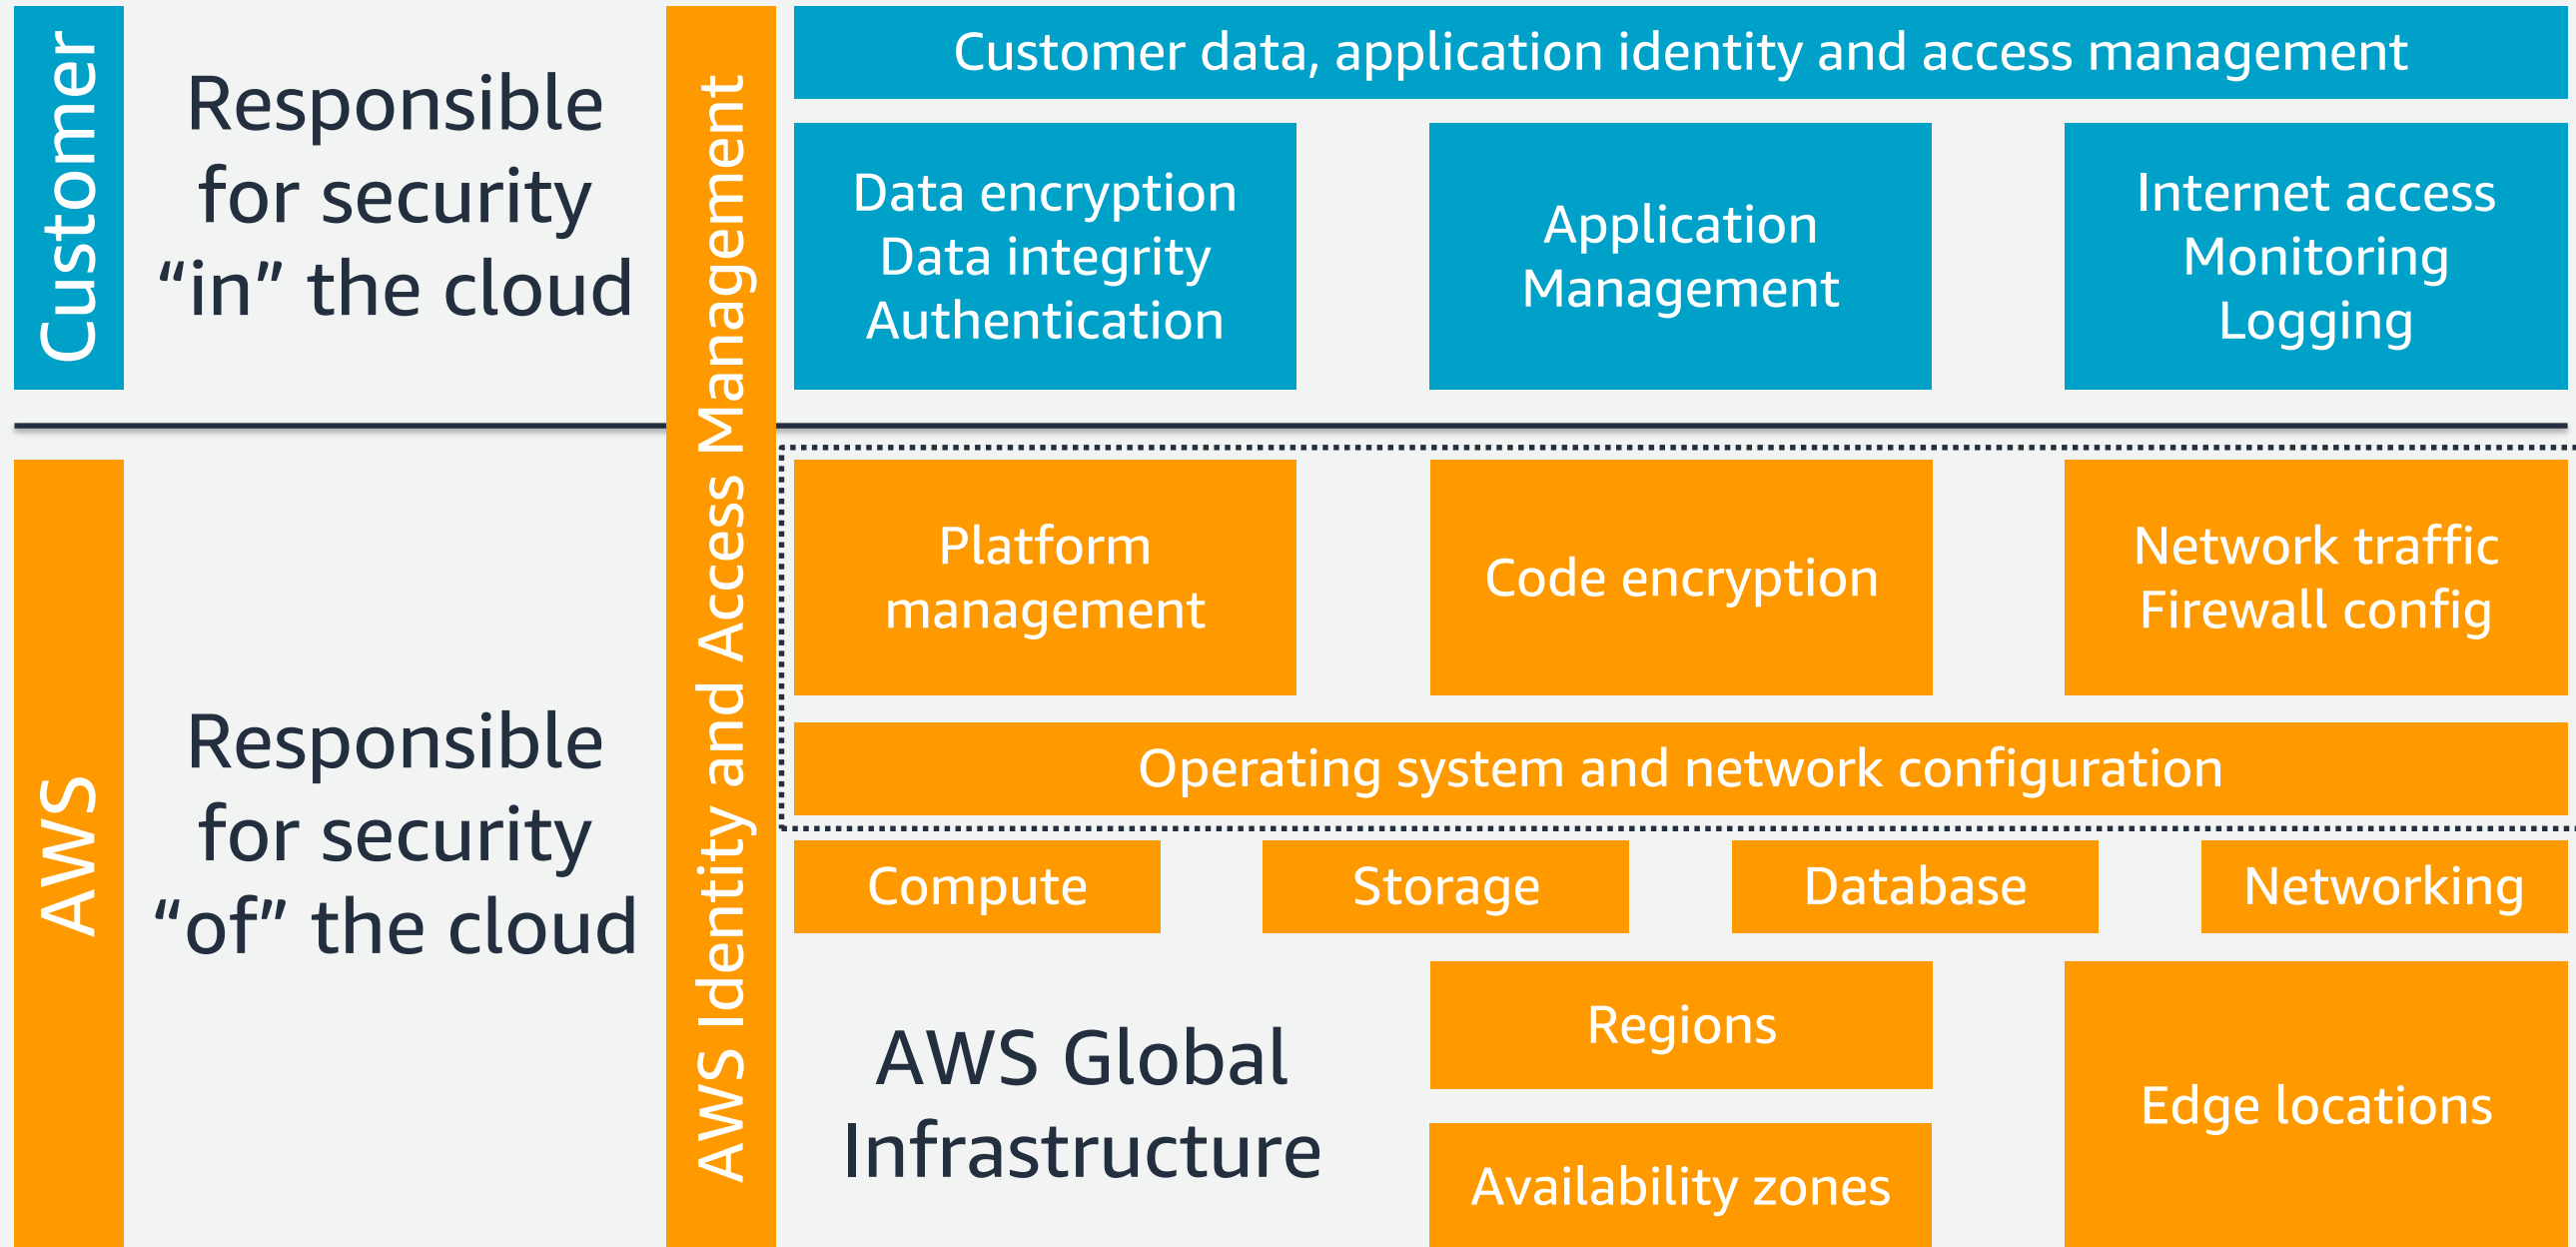 Customer
Responsible
for security
“in” the cloud
AWS Identity and Access Management
Customer data, application identity and access management
Data encryption
Data integrity
Authentication
Application
Management
Internet access
Monitoring
Logging
AWS
Responsible
for security
“of” the cloud
Platform
management
Code encryption
Network traffic
Firewall config
Operating system and network configuration
Compute
Storage
Database
Networking
AWS Global
Infrastructure
Regions
Availability zones
Edge locations